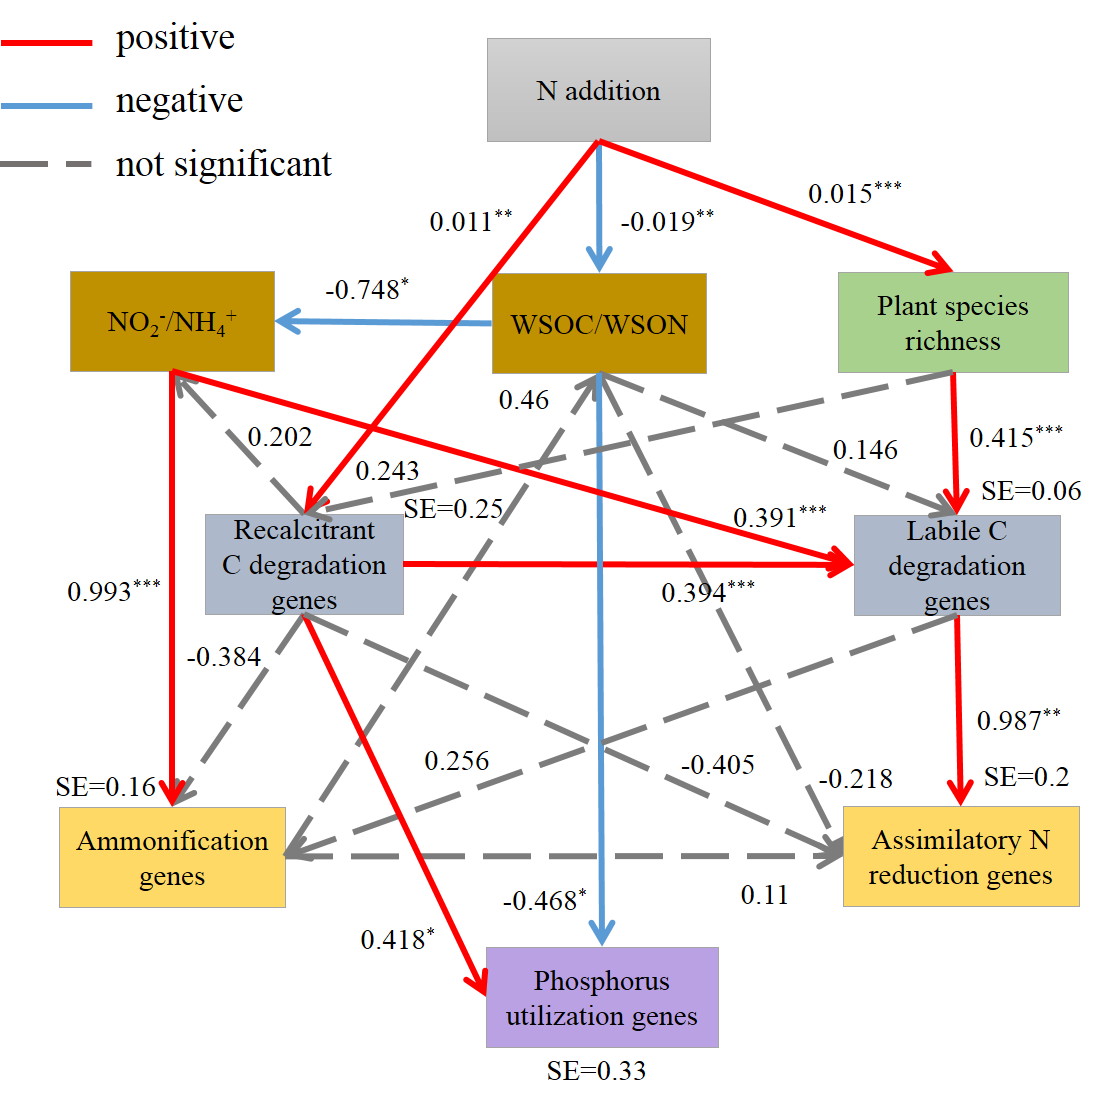 positive
negative
not significant
N addition
0.015***
0.011**
-0.019**
-0.748*
NO₂⁻/NH₄⁺
WSOC/WSON
Plant species
richness
0.46
0.202
0.415***
0.146
0.243
SE=0.06
SE=0.25
0.391***
Recalcitrant
C degradation
genes
Labile C
degradation
genes
0.993***
0.394***
-0.384
0.987**
0.256
-0.405
-0.218
SE=0.2
SE=0.16
Ammonification
genes
Assimilatory N
reduction genes
0.11
-0.468*
0.418*
Phosphorus
utilization genes
SE=0.33